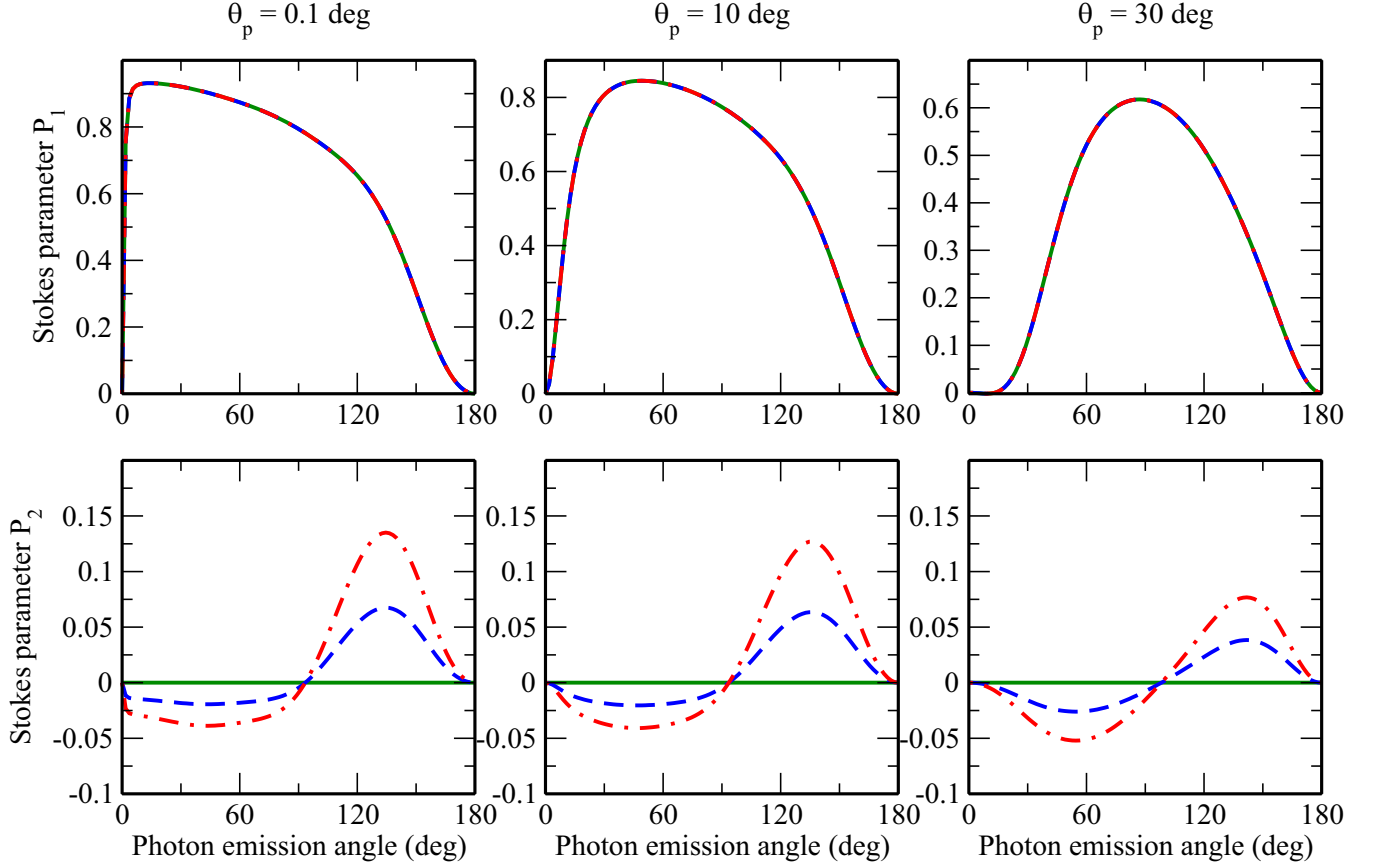 θp = 0.1 deg
θp = 10 deg
θp = 30 deg
Stokes parameter P1
0
0.2
0.4
0.6
0.8
0 60 120 180
0
0.2
0.4
0.6
0.8
0 60 120 180
0
0.1
0.2
0.3
0.4
0.5
0.6
0 60 120 180
Stokes parameter P2
-0.1
-0.05
0
0.05
0.1
0.15
0 60 120 180
Photon emission angle (deg)
-0.1
-0.05
0
0.05
0.1
0.15
0 60 120 180
Photon emission angle (deg)
-0.1
-0.05
0
0.05
0.1
0.15
0 60 120 180
Photon emission angle (deg)